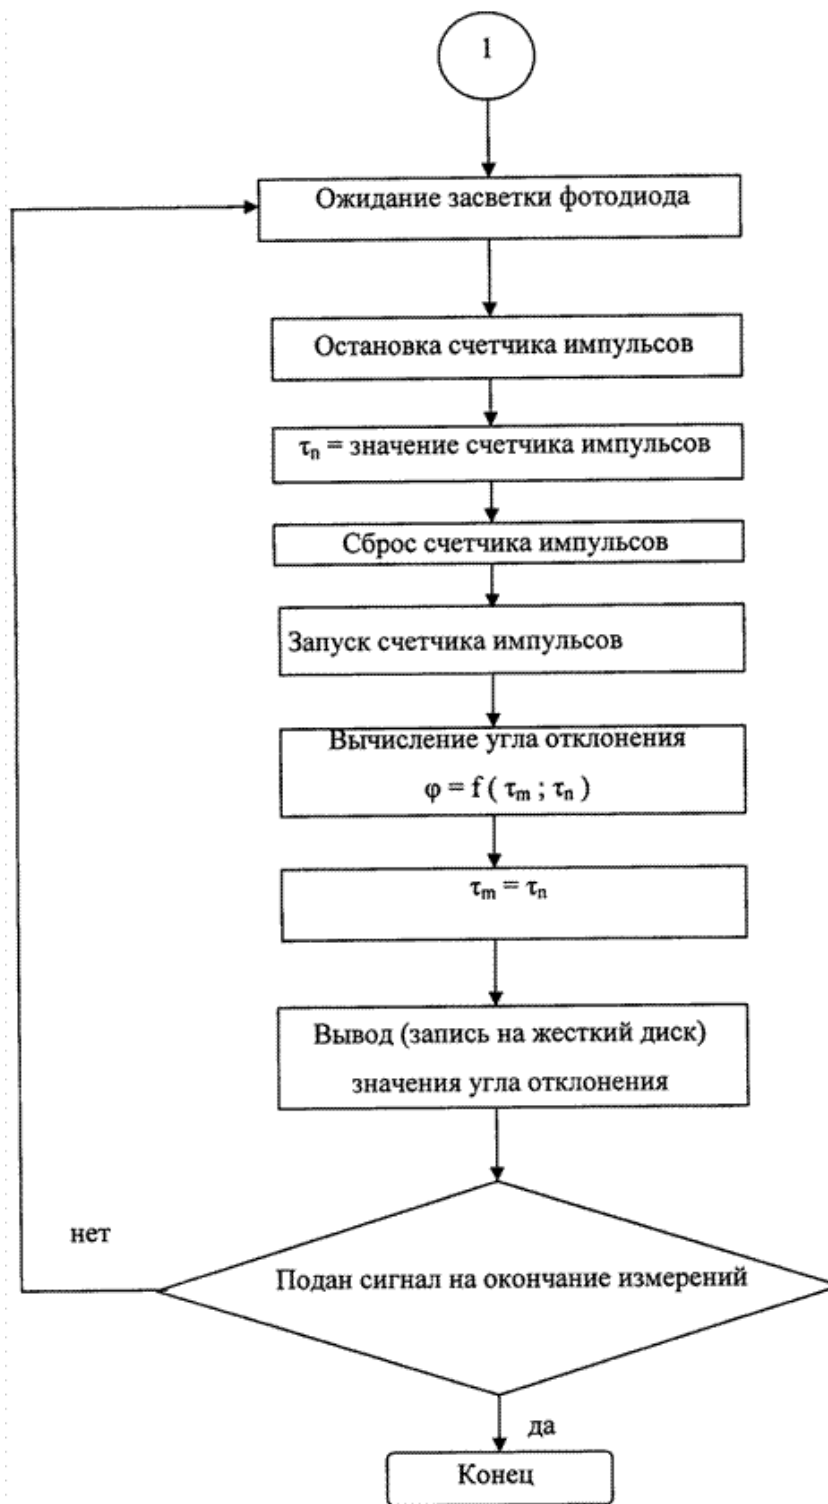 1
Ожидание засветки фотодиода
Остановка счетчика импульсов
τₙ = значение счетчика импульсов
Сброс счетчика импульсов
Запуск счетчика импульсов
Вычисление угла отклонения
φ = f ( τₘ ; τₙ )
τₘ = τₙ
Вывод (запись на жесткий диск)
значения угла отклонения
нет
Подан сигнал на окончание измерений
да
Конец